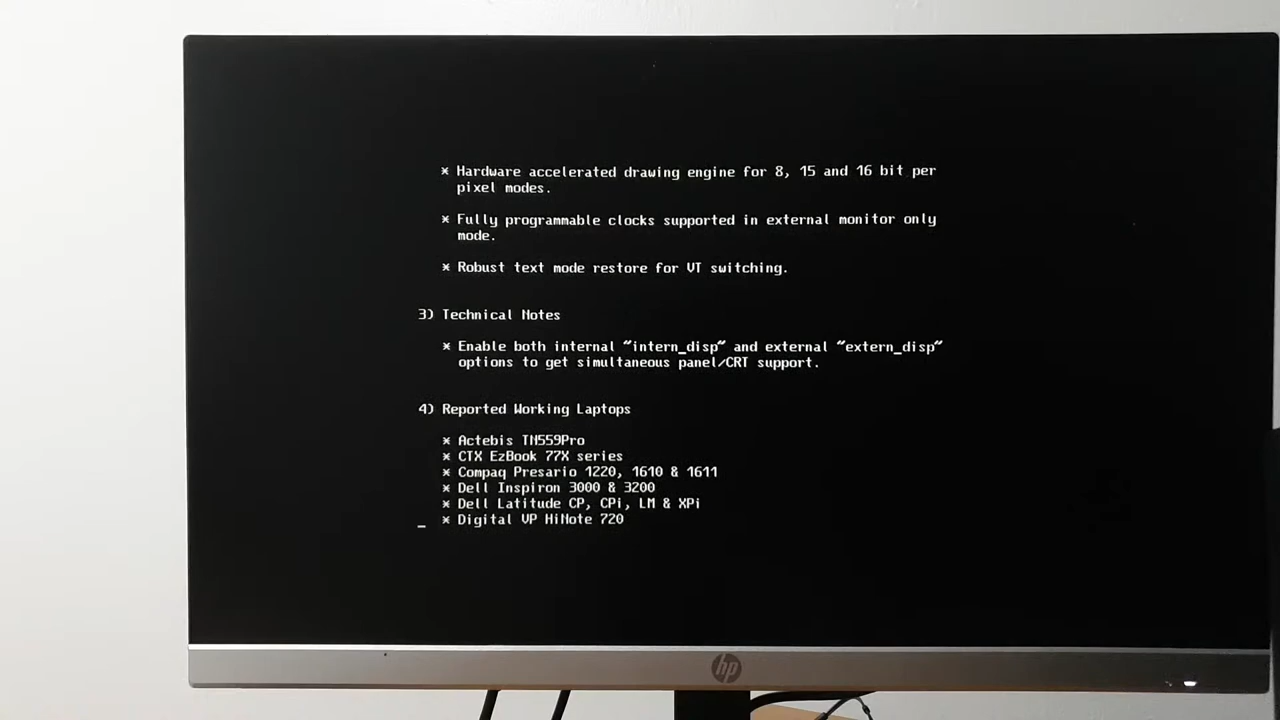 * Hardware accelerated drawing engine for 8, 15 and 16 bit per
pixel modes.
* Fully programmable clocks supported in external monitor only
mode.
* Robust text mode restore for VT switching.
3) Technical Notes
* Enable both internal "intern_disp" and external "extern_disp"
options to get simultaneous panel/CRT support.
4) Reported Working Laptops
* Actebis TN559Pro
* CTX EzBook 77X series
* Compaq Presario 1220, 1610 & 1611
* Dell Inspiron 3000 & 3200
* Dell Latitude CP, CPi, LM & XPi
_ * Digital VP HiNote 720
hp